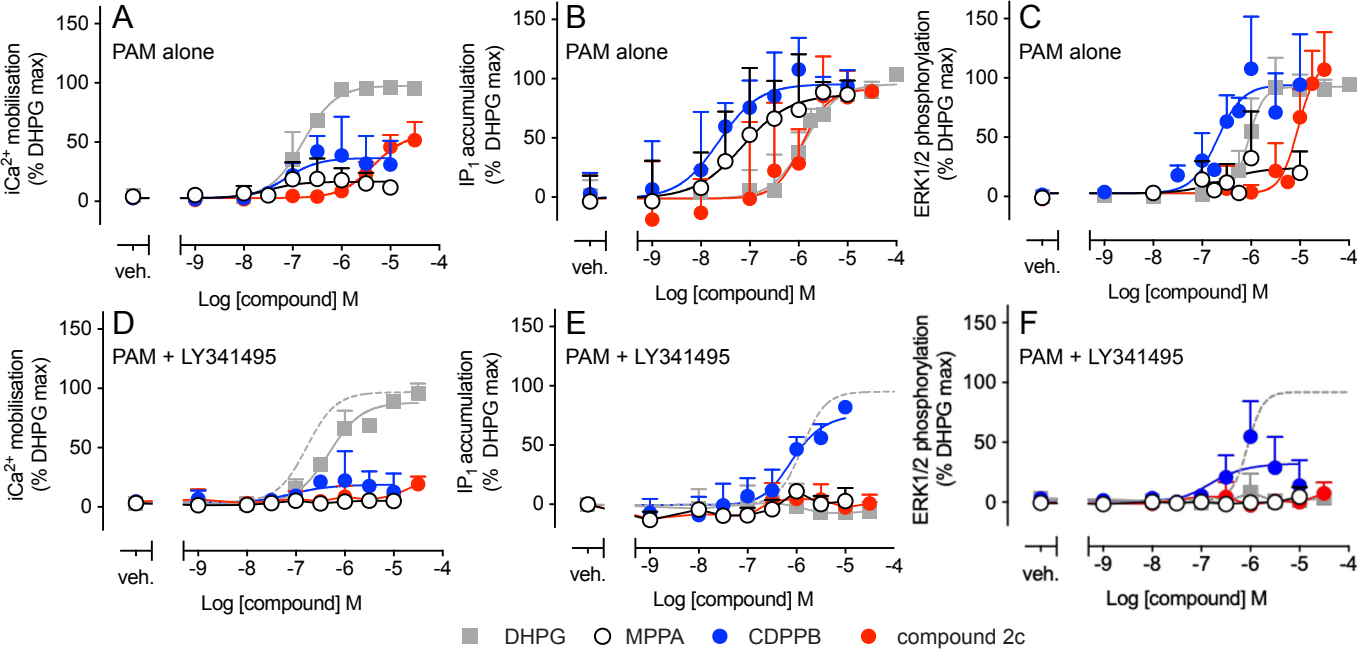 A
PAM alone
iCa2+ mobilisation
(% DHPG max)
150
100
50
0
veh.
-9 -8 -7 -6 -5 -4
Log [compound] M
B
PAM alone
IP1 accumulation
(% DHPG max)
150
100
50
0
veh.
-9 -8 -7 -6 -5 -4
Log [compound] M
C
PAM alone
ERK1/2 phosphorylation
(% DHPG max)
150
100
50
0
veh.
-9 -8 -7 -6 -5 -4
Log [compound] M
D
PAM + LY341495
iCa2+ mobilisation
(% DHPG max)
150
100
50
0
veh.
-9 -8 -7 -6 -5 -4
Log [compound] M
E
PAM + LY341495
IP1 accumulation
(% DHPG max)
150
100
50
0
veh.
-9 -8 -7 -6 -5 -4
Log [compound] M
F
PAM + LY341495
ERK1/2 phosphorylation
(% DHPG max)
150
100
50
0
veh.
-9 -8 -7 -6 -5 -4
Log [compound] M
DHPG MPPA CDPPB compound 2c